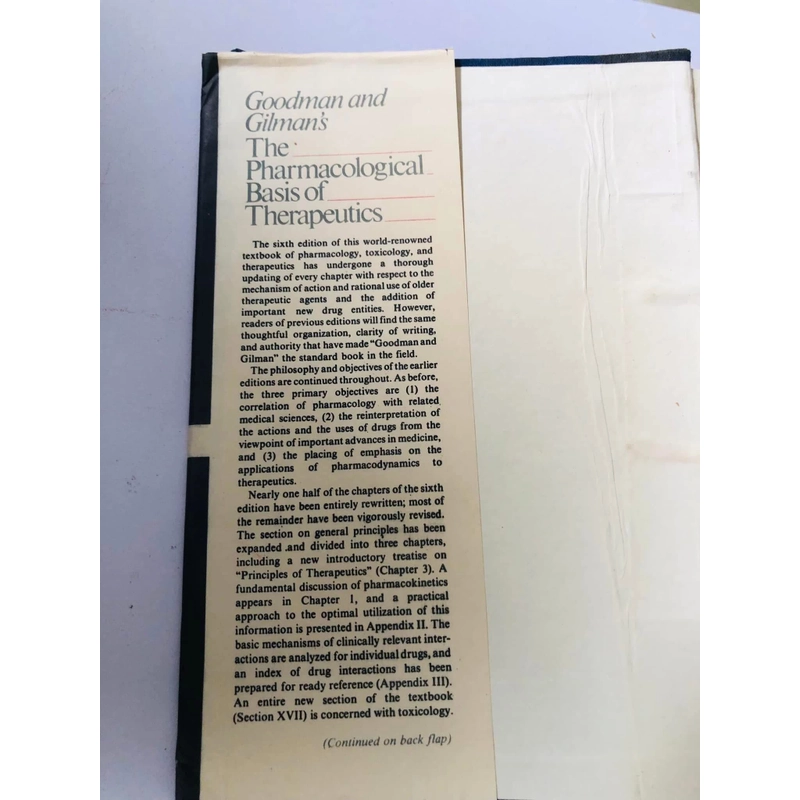 Goodman and
Gilman's
The
Pharmacological
Basis of
Therapeutics
The sixth edition of this world-renowned
textbook of pharmacology, toxicology, and
therapeutics has undergone a thorough
updating of every chapter with respect to the
mechanism of action and rational use of older
therapeutic agents and the addition of
important new drug entities. However,
readers of previous editions will find the same
thoughtful organization, clarity of writing,
and authority that have made "Goodman and
Gilman" the standard book in the field.
The philosophy and objectives of the earlier
editions are continued throughout. As before,
the three primary objectives are (1) the
correlation of pharmacology with related
medical sciences, (2) the reinterpretation of
the actions and the uses of drugs from the
viewpoint of important advances in medicine,
and (3) the placing of emphasis on the
applications of pharmacodynamics to
therapeutics.
Nearly one half of the chapters of the sixth
edition have been entirely rewritten; most of
the remainder have been vigorously revised.
The section on general principles has been
expanded and divided into three chapters,
including a new introductory treatise on
"Principles of Therapeutics" (Chapter 3). A
fundamental discussion of pharmacokinetics
appears in Chapter 1, and a practical
approach to the optimal utilization of this
information is presented in Appendix II. The
basic mechanisms of clinically relevant inter-
actions are analyzed for individual drugs, and
an index of drug interactions has been
prepared for ready reference (Appendix III).
An entire new section of the textbook
(Section XVII) is concerned with toxicology.
(Continued on back flap)